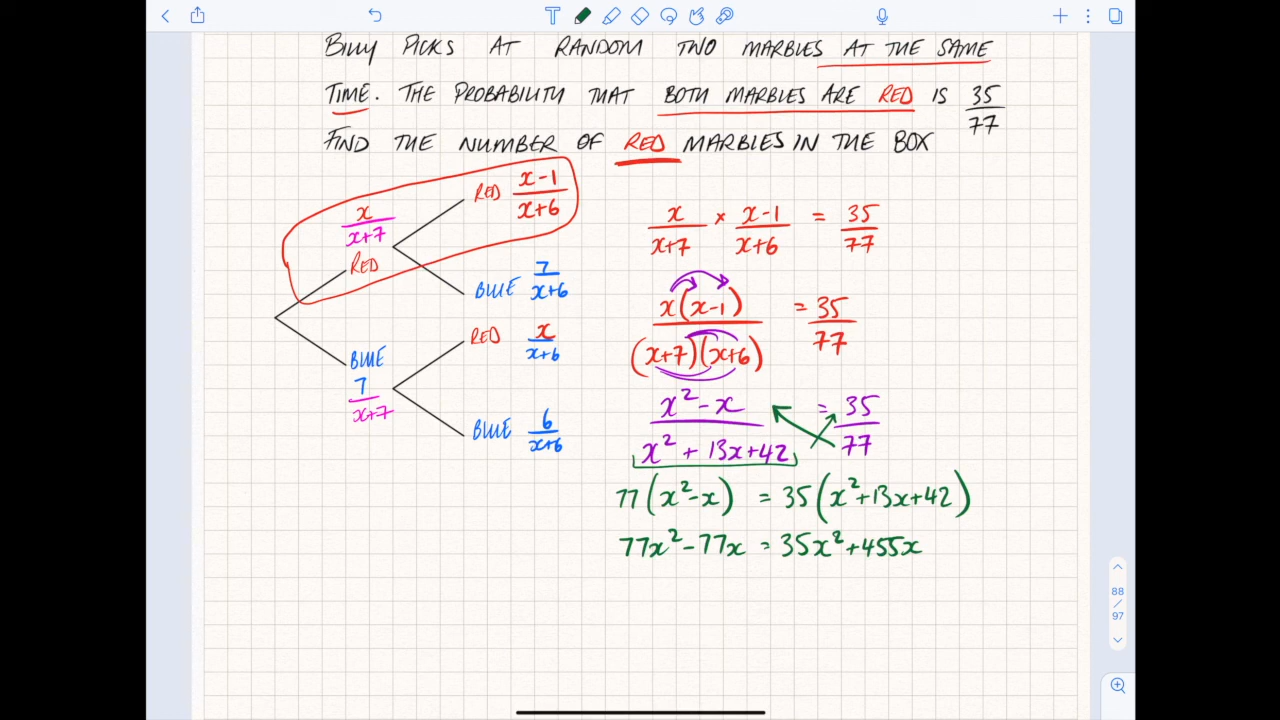 BILLY PICKS AT RANDOM TWO MARBLES AT THE SAME
TIME. THE PROBABILITY THAT BOTH MARBLES ARE RED IS 35/77
FIND THE NUMBER OF RED MARBLES IN THE BOX
x/(x+7)
RED
RED (x-1)/(x+6)
BLUE 7/(x+6)
BLUE
7/(x+7)
RED x/(x+6)
BLUE 6/(x+6)
x/(x+7) × (x-1)/(x+6) = 35/77
x(x-1)/((x+7)(x+6)) = 35/77
(x²-x)/(x²+13x+42) = 35/77
77(x²-x) = 35(x²+13x+42)
77x²-77x = 35x²+455x
88
/
97